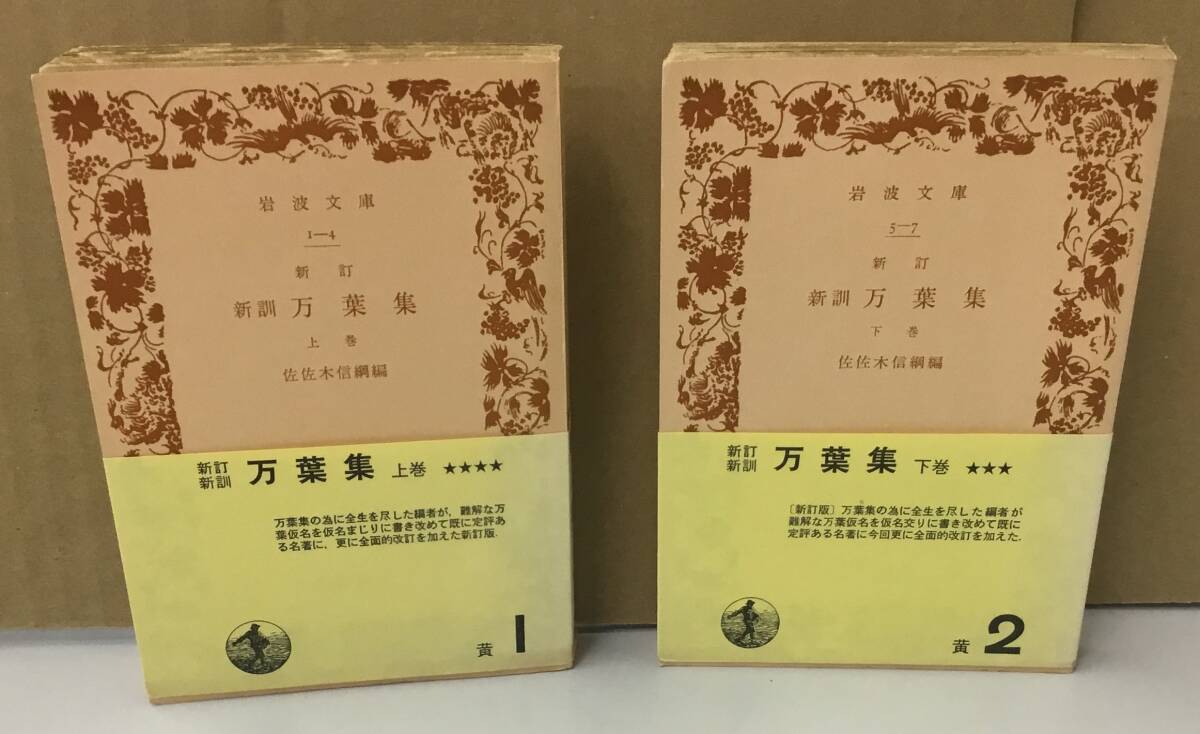 岩波文庫
1—4
新訂
新訓 万葉集
上巻
佐佐木信綱編
新訂
新訓 万葉集 上巻 ★★★★
万葉集の為に全生を尽した編者が，難解な万
葉仮名を仮名まじりに書き改めて既に定評あ
る名著に，更に全面的改訂を加えた新訂版．
黄 1
岩波文庫
5—7
新訂
新訓 万葉集
下巻
佐佐木信綱編
新訂
新訓 万葉集 下巻 ★★★
〔新訂版〕万葉集の為に全生を尽した編者が
難解な万葉仮名を仮名交りに書き改めて既に
定評ある名著に今回更に全面的改訂を加えた．
黄 2